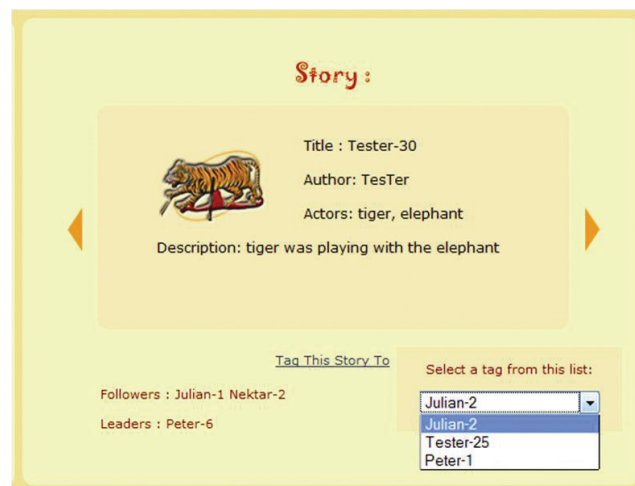 Story :
Title : Tester-30
Author: TesTer
Actors: tiger, elephant
Description: tiger was playing with the elephant
Tag This Story To
Select a tag from this list:
Followers : Julian-1 Nektar-2
Julian-2
Leaders : Peter-6
Julian-2
Tester-25
Peter-1